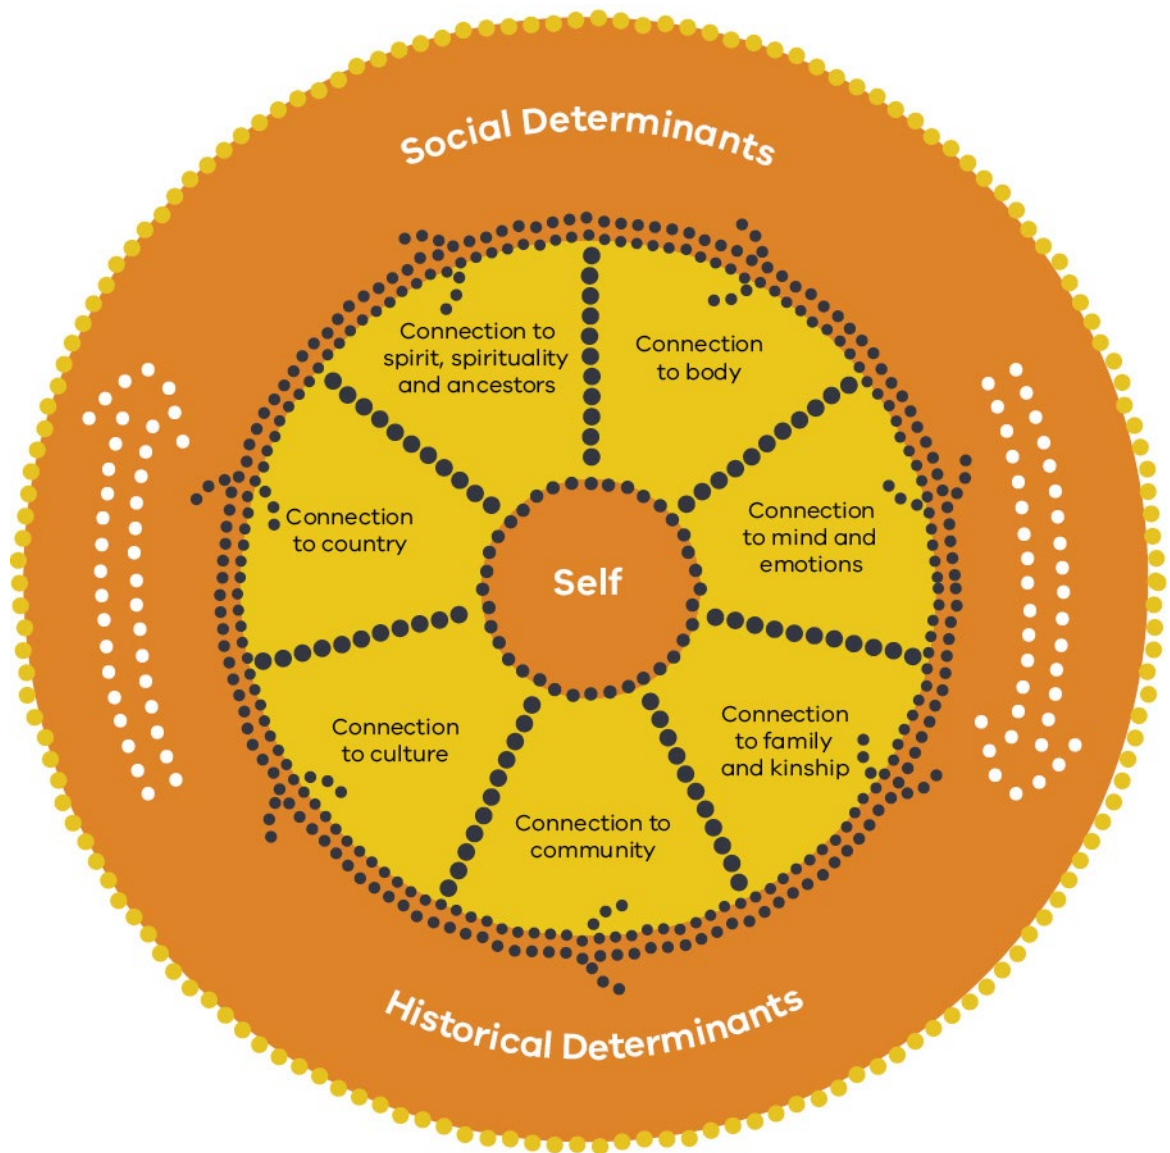 Social Determinants
Connection to
spirit, spirituality
and ancestors
Connection
to body
Connection
to country
Connection
to mind and
emotions
Self
Connection
to culture
Connection
to family
and kinship
Connection to
community
Historical Determinants